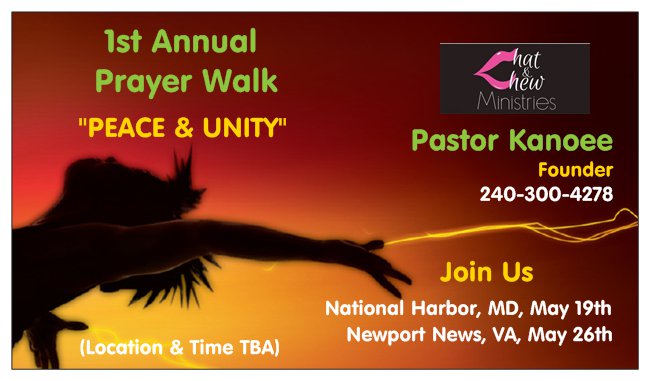 1st Annual
Prayer Walk
"PEACE & UNITY"
Chat
&
Chew
Ministries
Pastor Kanoee
Founder
240-300-4278
Join Us
National Harbor, MD, May 19th
Newport News, VA, May 26th
(Location & Time TBA)